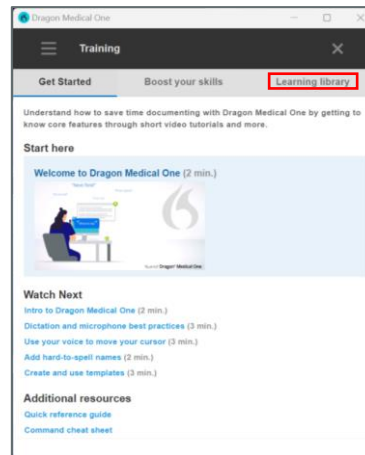 Dragon Medical One
Training
Get Started Boost your skills Learning library
Understand how to save time documenting with Dragon Medical One by getting to
know core features through short video tutorials and more.
Start here
Welcome to Dragon Medical One (2 min.)
Dragon Medical One
Watch Next
Intro to Dragon Medical One (2 min.)
Dictation and microphone best practices (3 min.)
Use your voice to move your cursor (3 min.)
Add hard-to-spell names (2 min.)
Create and use templates (3 min.)
Additional resources
Quick reference guide
Command cheat sheet